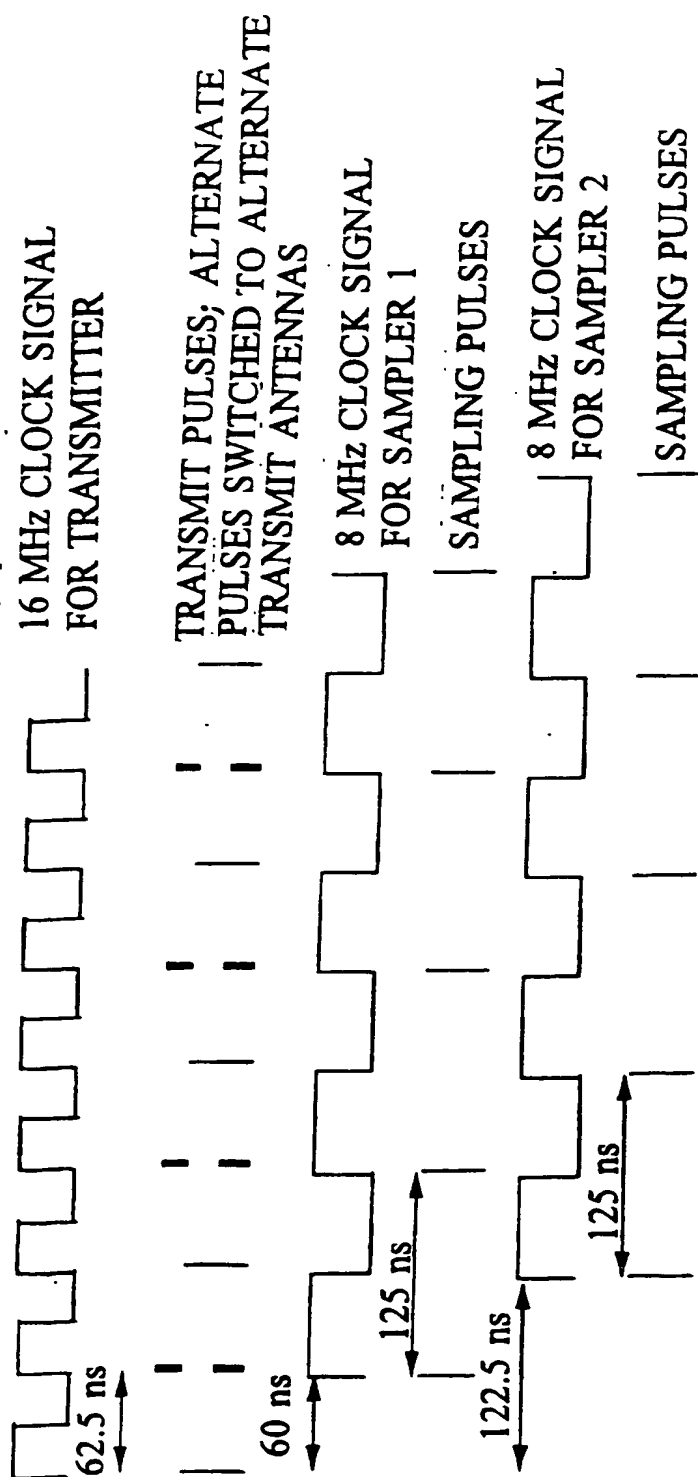 16 MHz CLOCK SIGNAL
FOR TRANSMITTER
62.5 ns
TRANSMIT PULSES; ALTERNATE
PULSES SWITCHED TO ALTERNATE
TRANSMIT ANTENNAS
60 ns
8 MHz CLOCK SIGNAL
FOR SAMPLER 1
125 ns
SAMPLING PULSES
122.5 ns
8 MHz CLOCK SIGNAL
FOR SAMPLER 2
125 ns
SAMPLING PULSES